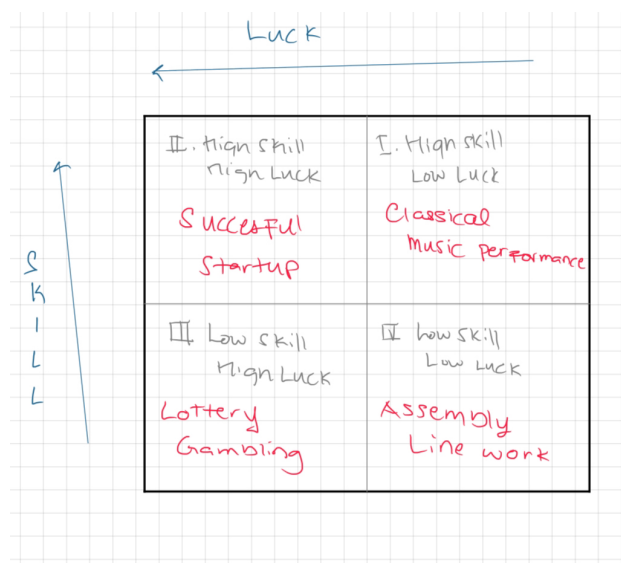 Luck
SKILL
II. High skill
High Luck
Succesful
Startup
I. High skill
Low Luck
Classical
music performance
III Low skill
High Luck
Lottery
Gambling
IV Low skill
Low Luck
Assembly
Line work